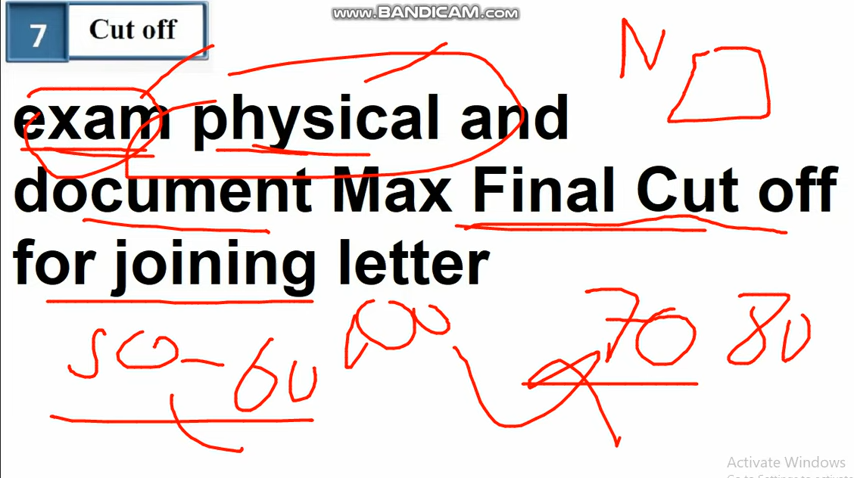 www.BANDICAM.com
7 Cut off
N
exam physical and
document Max Final Cut off
for joining letter
50-60 100 70 80
Activate Windows